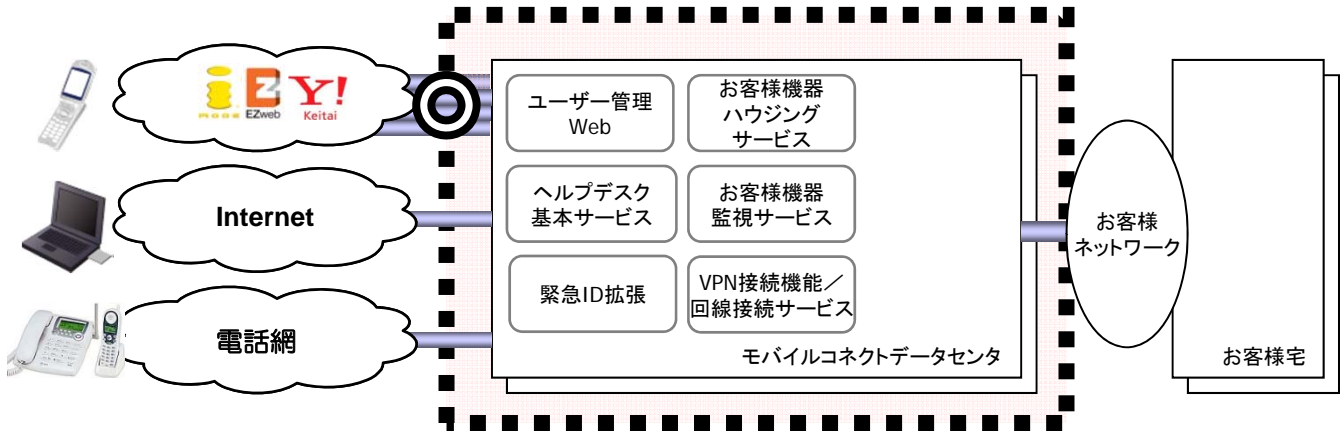 i
mode
EZ
EZweb
Y!
Keitai
Internet
電話網
ユーザー管理
Web
お客様機器
ハウジング
サービス
ヘルプデスク
基本サービス
お客様機器
監視サービス
緊急ID拡張
VPN接続機能／
回線接続サービス
モバイルコネクトデータセンタ
お客様
ネットワーク
お客様宅